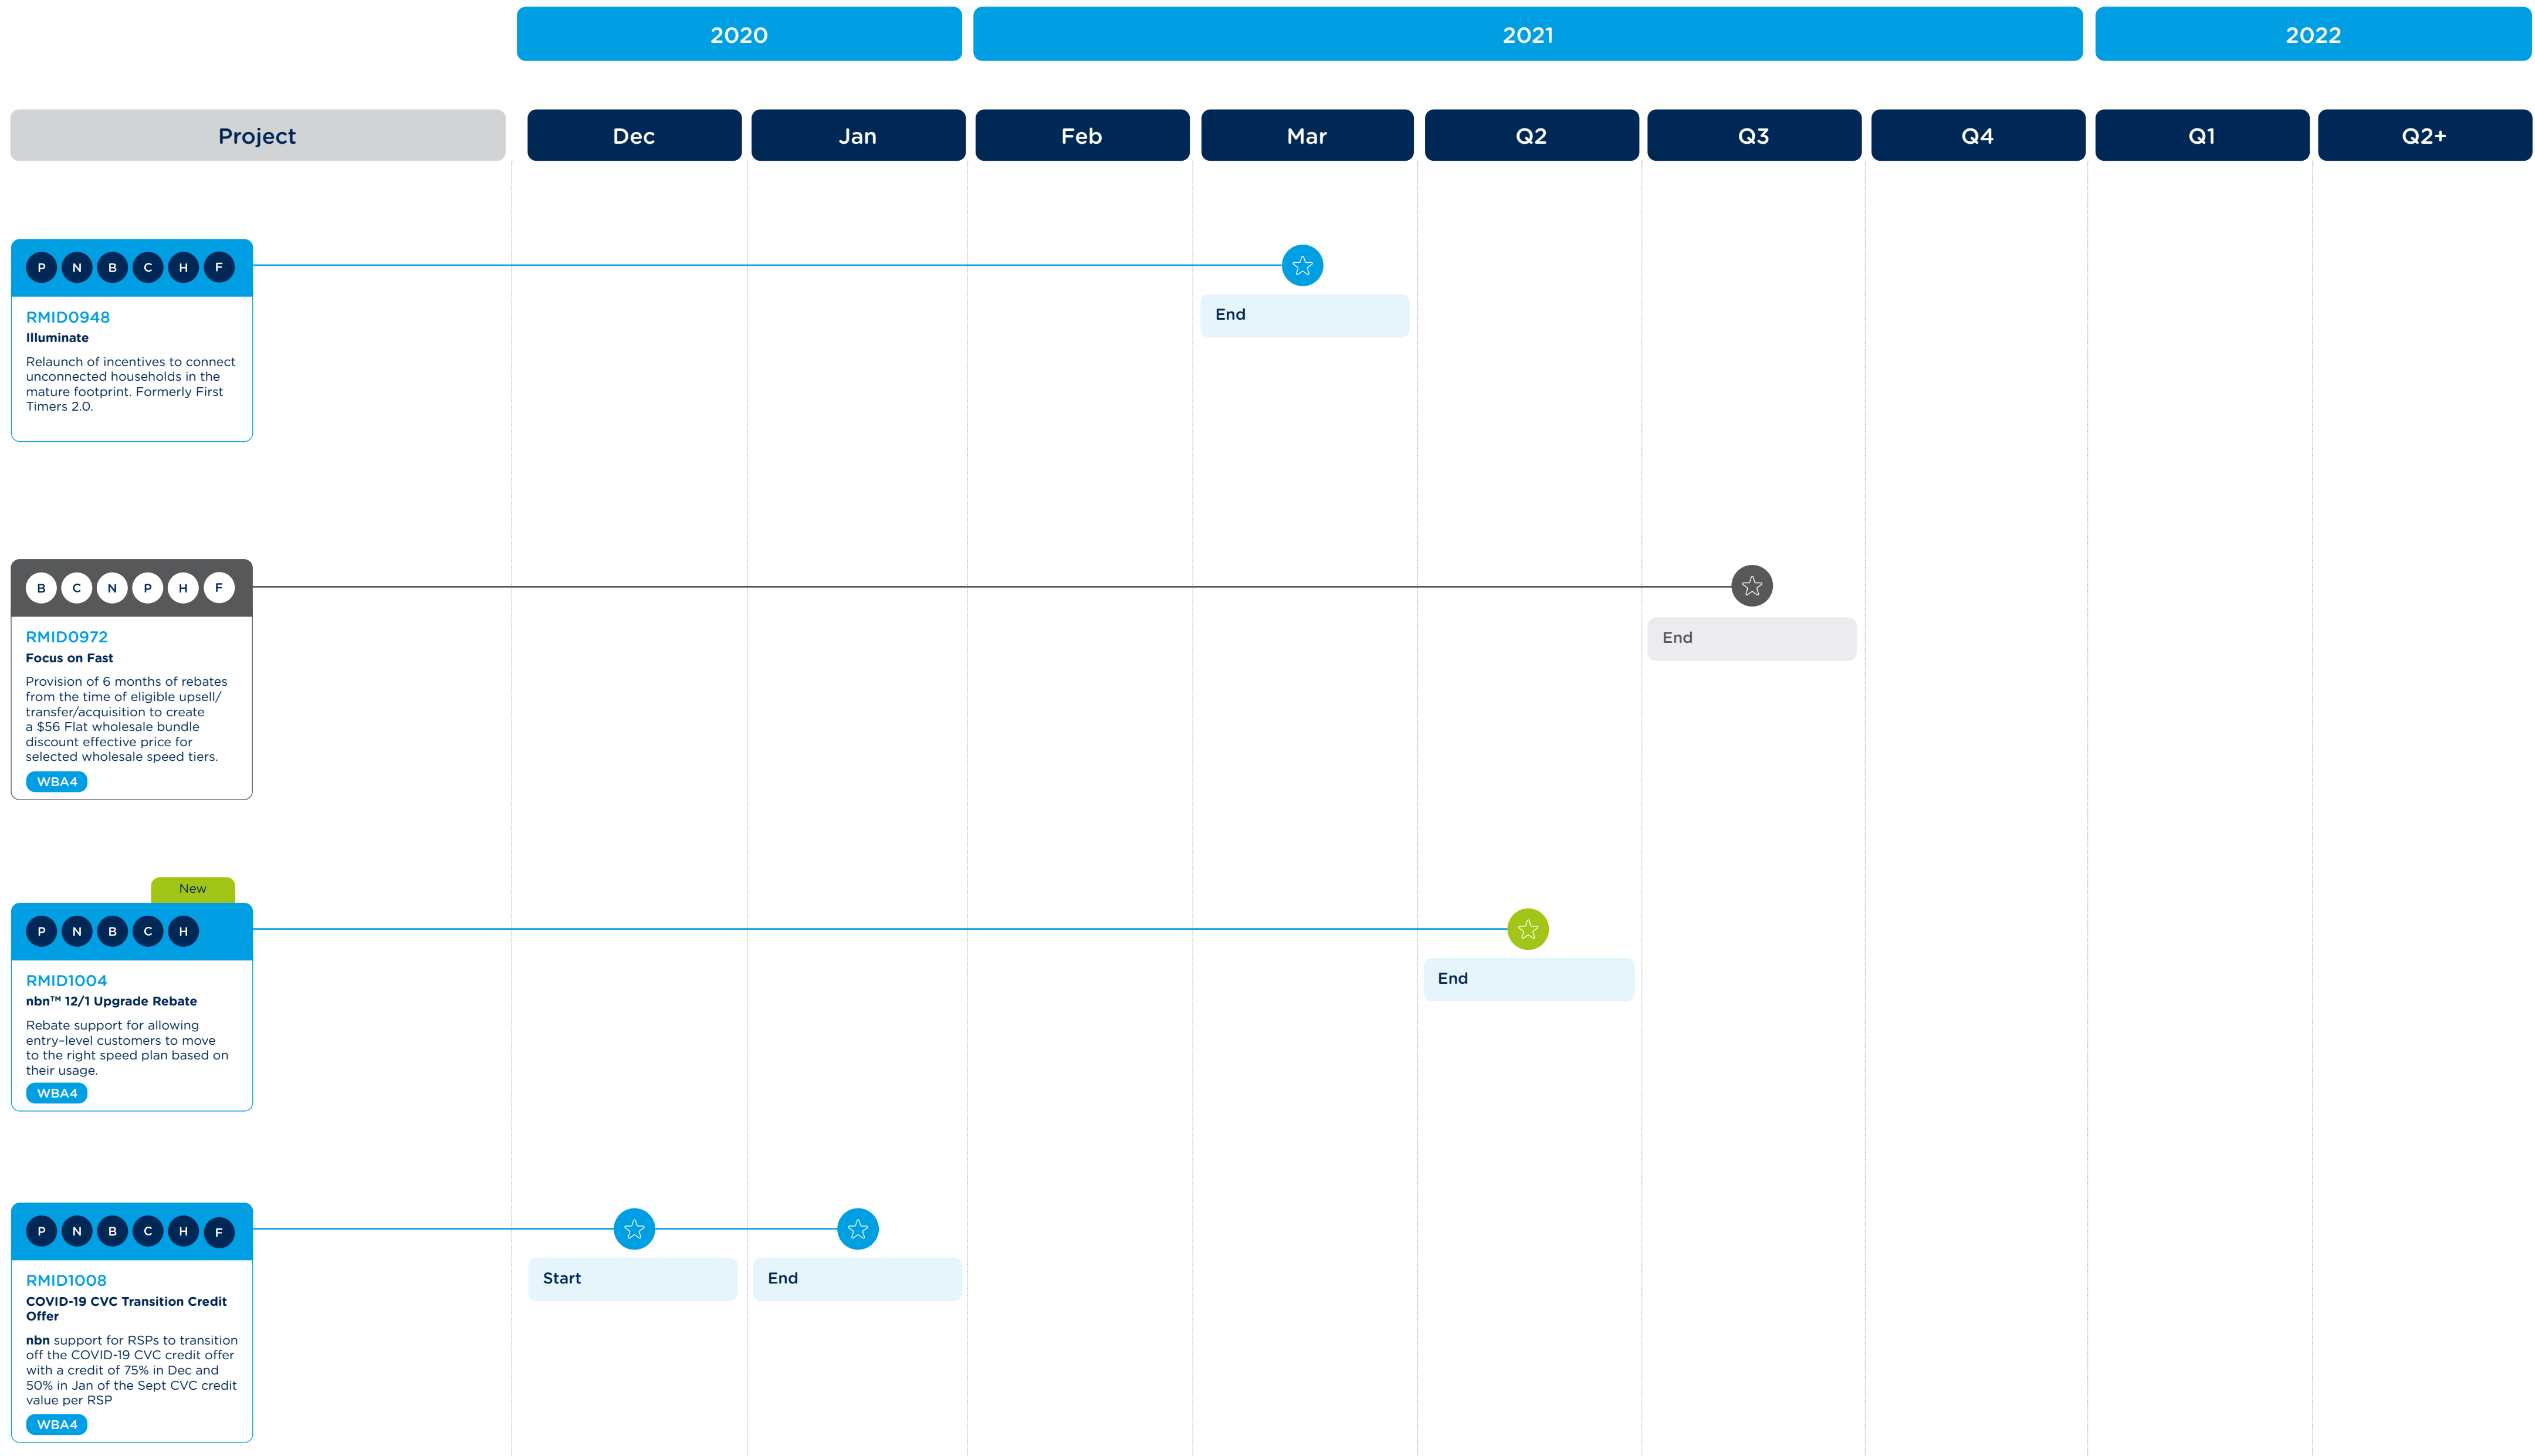 2020 2021 2022
Project Dec Jan Feb Mar Q2 Q3 Q4 Q1 Q2+
P N B C H F
RMID0948
Illuminate
Relaunch of incentives to connect
unconnected households in the
mature footprint. Formerly First
Timers 2.0.
End
B C N P H F
RMID0972
Focus on Fast
Provision of 6 months of rebates
from the time of eligible upsell/
transfer/acquisition to create
a $56 Flat wholesale bundle
discount effective price for
selected wholesale speed tiers.
WBA4
End
New
P N B C H
RMID1004
nbn™ 12/1 Upgrade Rebate
Rebate support for allowing
entry–level customers to move
to the right speed plan based on
their usage.
WBA4
End
P N B C H F
RMID1008
COVID-19 CVC Transition Credit
Offer
nbn support for RSPs to transition
off the COVID-19 CVC credit offer
with a credit of 75% in Dec and
50% in Jan of the Sept CVC credit
value per RSP
WBA4
Start End